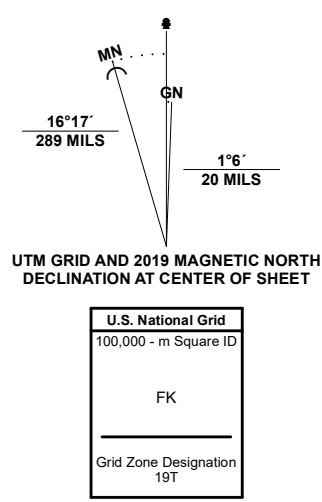 MN
GN
16°17´
289 MILS
1°6´
20 MILS
UTM GRID AND 2019 MAGNETIC NORTH
DECLINATION AT CENTER OF SHEET
U.S. National Grid
100,000 - m Square ID
FK
Grid Zone Designation
19T